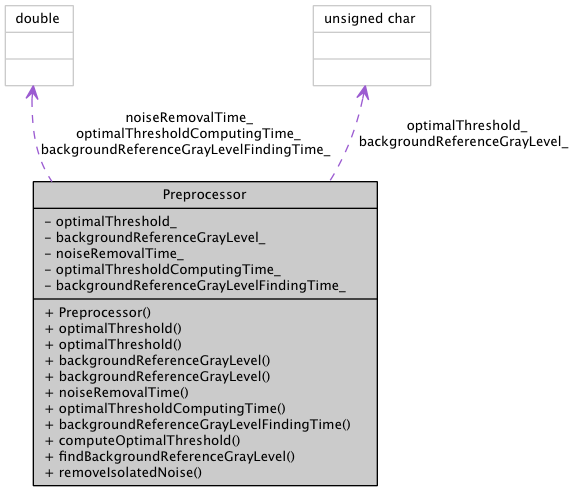 double
unsigned char
noiseRemovalTime_
optimalThresholdComputingTime_
backgroundReferenceGrayLevelFindingTime_
optimalThreshold_
backgroundReferenceGrayLevel_
Preprocessor
- optimalThreshold_
- backgroundReferenceGrayLevel_
- noiseRemovalTime_
- optimalThresholdComputingTime_
- backgroundReferenceGrayLevelFindingTime_
+ Preprocessor()
+ optimalThreshold()
+ optimalThreshold()
+ backgroundReferenceGrayLevel()
+ backgroundReferenceGrayLevel()
+ noiseRemovalTime()
+ optimalThresholdComputingTime()
+ backgroundReferenceGrayLevelFindingTime()
+ computeOptimalThreshold()
+ findBackgroundReferenceGrayLevel()
+ removeIsolatedNoise()